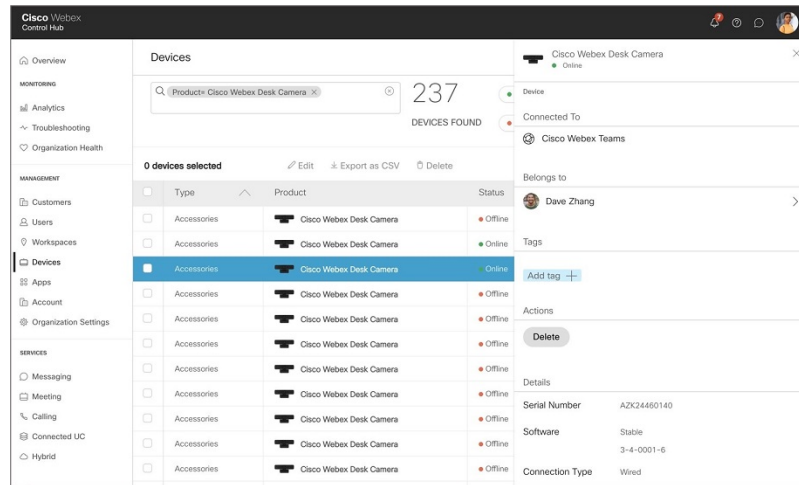 Cisco Webex
Control Hub
7
Overview
MONITORING
Analytics
Troubleshooting
Organization Health
MANAGEMENT
Customers
Users
Workspaces
Devices
Apps
Account
Organization Settings
SERVICES
Messaging
Meeting
Calling
Connected UC
Hybrid
Devices
Product= Cisco Webex Desk Camera ×
237
DEVICES FOUND
0 devices selected
Edit
Export as CSV
Delete
Type Product Status
Accessories Cisco Webex Desk Camera Offline
Accessories Cisco Webex Desk Camera Online
Accessories Cisco Webex Desk Camera Online
Accessories Cisco Webex Desk Camera Offline
Accessories Cisco Webex Desk Camera Offline
Accessories Cisco Webex Desk Camera Offline
Accessories Cisco Webex Desk Camera Offline
Accessories Cisco Webex Desk Camera Offline
Accessories Cisco Webex Desk Camera Offline
Accessories Cisco Webex Desk Camera Offline
Accessories Cisco Webex Desk Camera Offline
Cisco Webex Desk Camera
Online
Device
Connected To
Cisco Webex Teams
Belongs to
Dave Zhang
Tags
Add tag +
Actions
Delete
Details
Serial Number AZK24460140
Software Stable
3-4-0001-6
Connection Type Wired